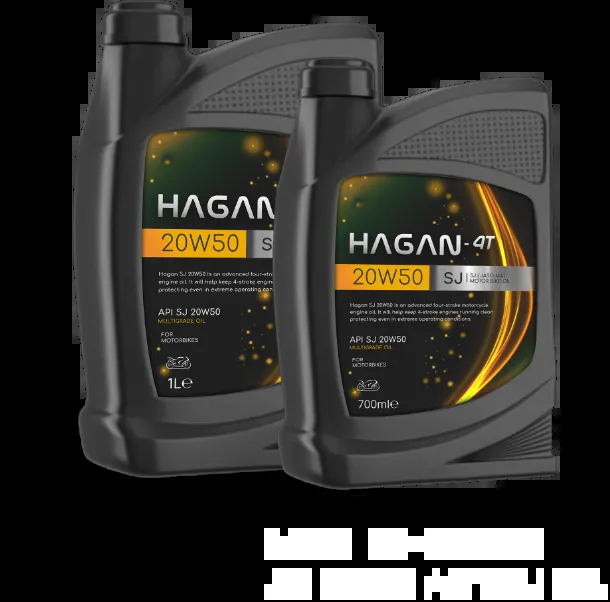 HAGAN
20W50 S
Hagan SJ 20W50 is an advanced four-stro
engine oil. It will help keep 4-stroke engin
protecting even in extreme operating con
API SJ 20W50
MULTIGRADE OIL
FOR
MOTORBIKES
1L℮
HAGAN-4T
20W50 SJ
MOTOR BIKE OIL
Hagan SJ 20W50 is an advanced four-stroke motorcycle
engine oil. It will help keep 4-stroke engines running clean
protecting even in extreme operating conditions.
API SJ 20W50
MULTIGRADE OIL
FOR
MOTORBIKES
700ml℮